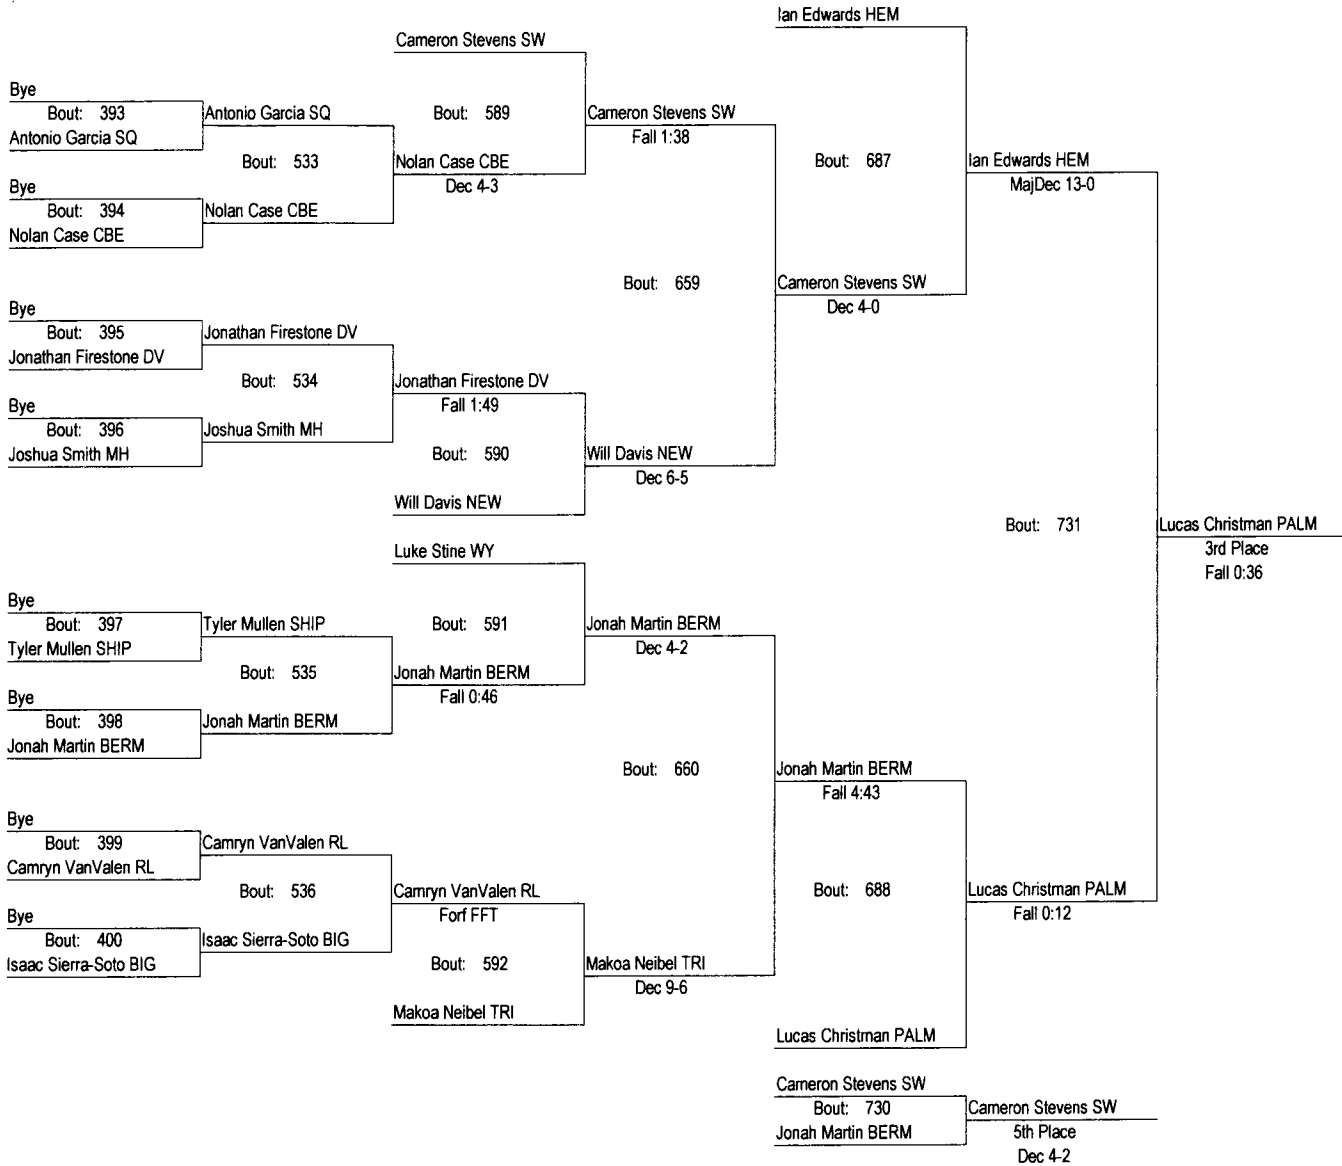 Ian Edwards HEM
Cameron Stevens SW
Bye
Bout: 393
Antonio Garcia SQ
Antonio Garcia SQ
Bout: 589
Cameron Stevens SW
Fall 1:38
Bout: 533
Nolan Case CBE
Dec 4-3
Bout: 687
Ian Edwards HEM
MajDec 13-0
Bye
Bout: 394
Nolan Case CBE
Nolan Case CBE
Bout: 659
Cameron Stevens SW
Dec 4-0
Bye
Bout: 395
Jonathan Firestone DV
Jonathan Firestone DV
Bout: 534
Jonathan Firestone DV
Fall 1:49
Bye
Bout: 396
Joshua Smith MH
Joshua Smith MH
Bout: 590
Will Davis NEW
Dec 6-5
Will Davis NEW
Bout: 731
Lucas Christman PALM
3rd Place
Fall 0:36
Luke Stine WY
Bye
Bout: 397
Tyler Mullen SHIP
Tyler Mullen SHIP
Bout: 591
Jonah Martin BERM
Dec 4-2
Bout: 535
Jonah Martin BERM
Fall 0:46
Bye
Bout: 398
Jonah Martin BERM
Jonah Martin BERM
Bout: 660
Jonah Martin BERM
Fall 4:43
Bye
Bout: 399
Camryn VanValen RL
Camryn VanValen RL
Bout: 536
Camryn VanValen RL
Forf FFT
Bout: 688
Lucas Christman PALM
Fall 0:12
Bye
Bout: 400
Isaac Sierra-Soto BIG
Isaac Sierra-Soto BIG
Bout: 592
Makoa Neibel TRI
Dec 9-6
Makoa Neibel TRI
Lucas Christman PALM
Cameron Stevens SW
Bout: 730
Jonah Martin BERM
Cameron Stevens SW
5th Place
Dec 4-2